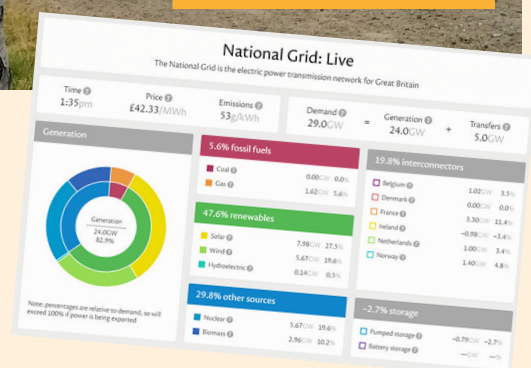 National Grid: Live
The National Grid is the electric power transmission network for Great Britain
Time ?
1:35pm
Price ?
£42.33/MWh
Emissions ?
53g/kWh
Demand ?
29.0GW
=
Generation ?
24.0GW
+
Transfers ?
5.0GW
Generation
Generation
24.0GW
82.9%
Note: percentages are relative to demand, so will
exceed 100% if power is being exported
5.6% fossil fuels
Coal ? 0.00GW 0.0%
Gas ? 1.62GW 5.6%
47.6% renewables
Solar ? 7.98GW 27.5%
Wind ? 5.67GW 19.6%
Hydroelectric ? 0.14GW 0.5%
29.8% other sources
Nuclear ? 5.67GW 19.6%
Biomass ? 2.96GW 10.2%
19.8% interconnectors
Belgium ? 1.02GW 3.5%
Denmark ? 0.00GW 0.0%
France ? 3.30GW 11.4%
Ireland ? −0.98GW −3.4%
Netherlands ? 1.00GW 3.4%
Norway ? 1.40GW 4.8%
−2.7% storage
Pumped storage ? −0.79GW −2.7%
Battery storage ? —GW —%